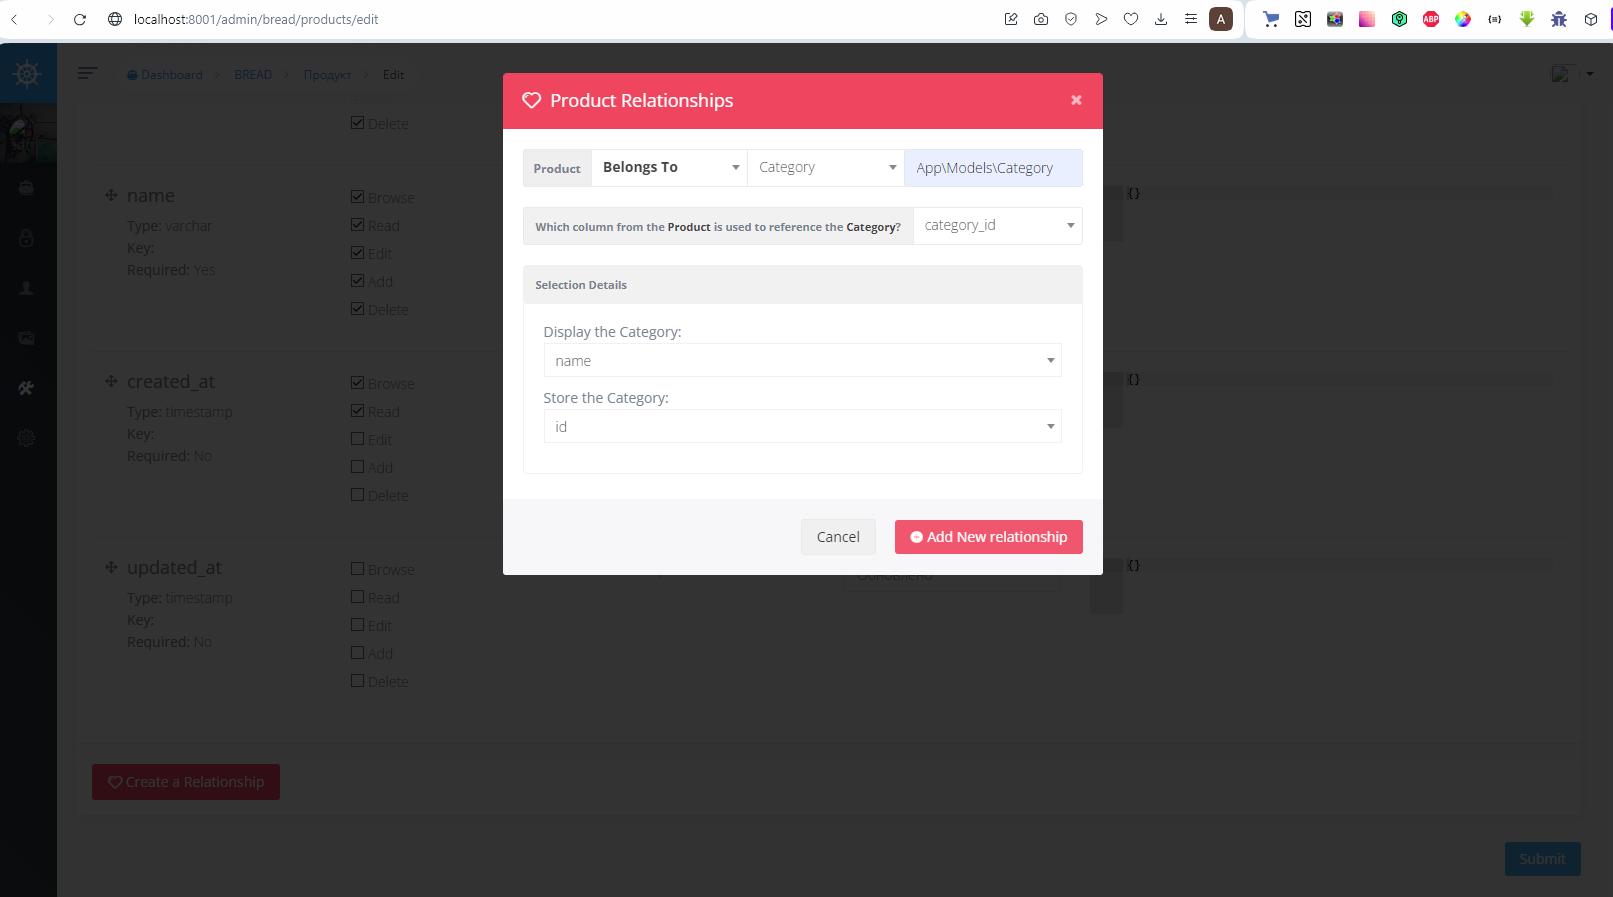 localhost:8001/admin/bread/products/edit
A
ABP
Dashboard > BREAD > Продукт > Edit
Product Relationships
Product Belongs To Category App\Models\Category
Which column from the Product is used to reference the Category? category_id
Selection Details
Display the Category:
name
Store the Category:
id
Cancel
Add New relationship
Delete
name
Type: varchar
Key:
Required: Yes
Browse
Read
Edit
Add
Delete
{}
created_at
Type: timestamp
Key:
Required: No
Browse
Read
Edit
Add
Delete
{}
updated_at
Type: timestamp
Key:
Required: No
Browse
Read
Edit
Add
Delete
{}
Create a Relationship
Submit